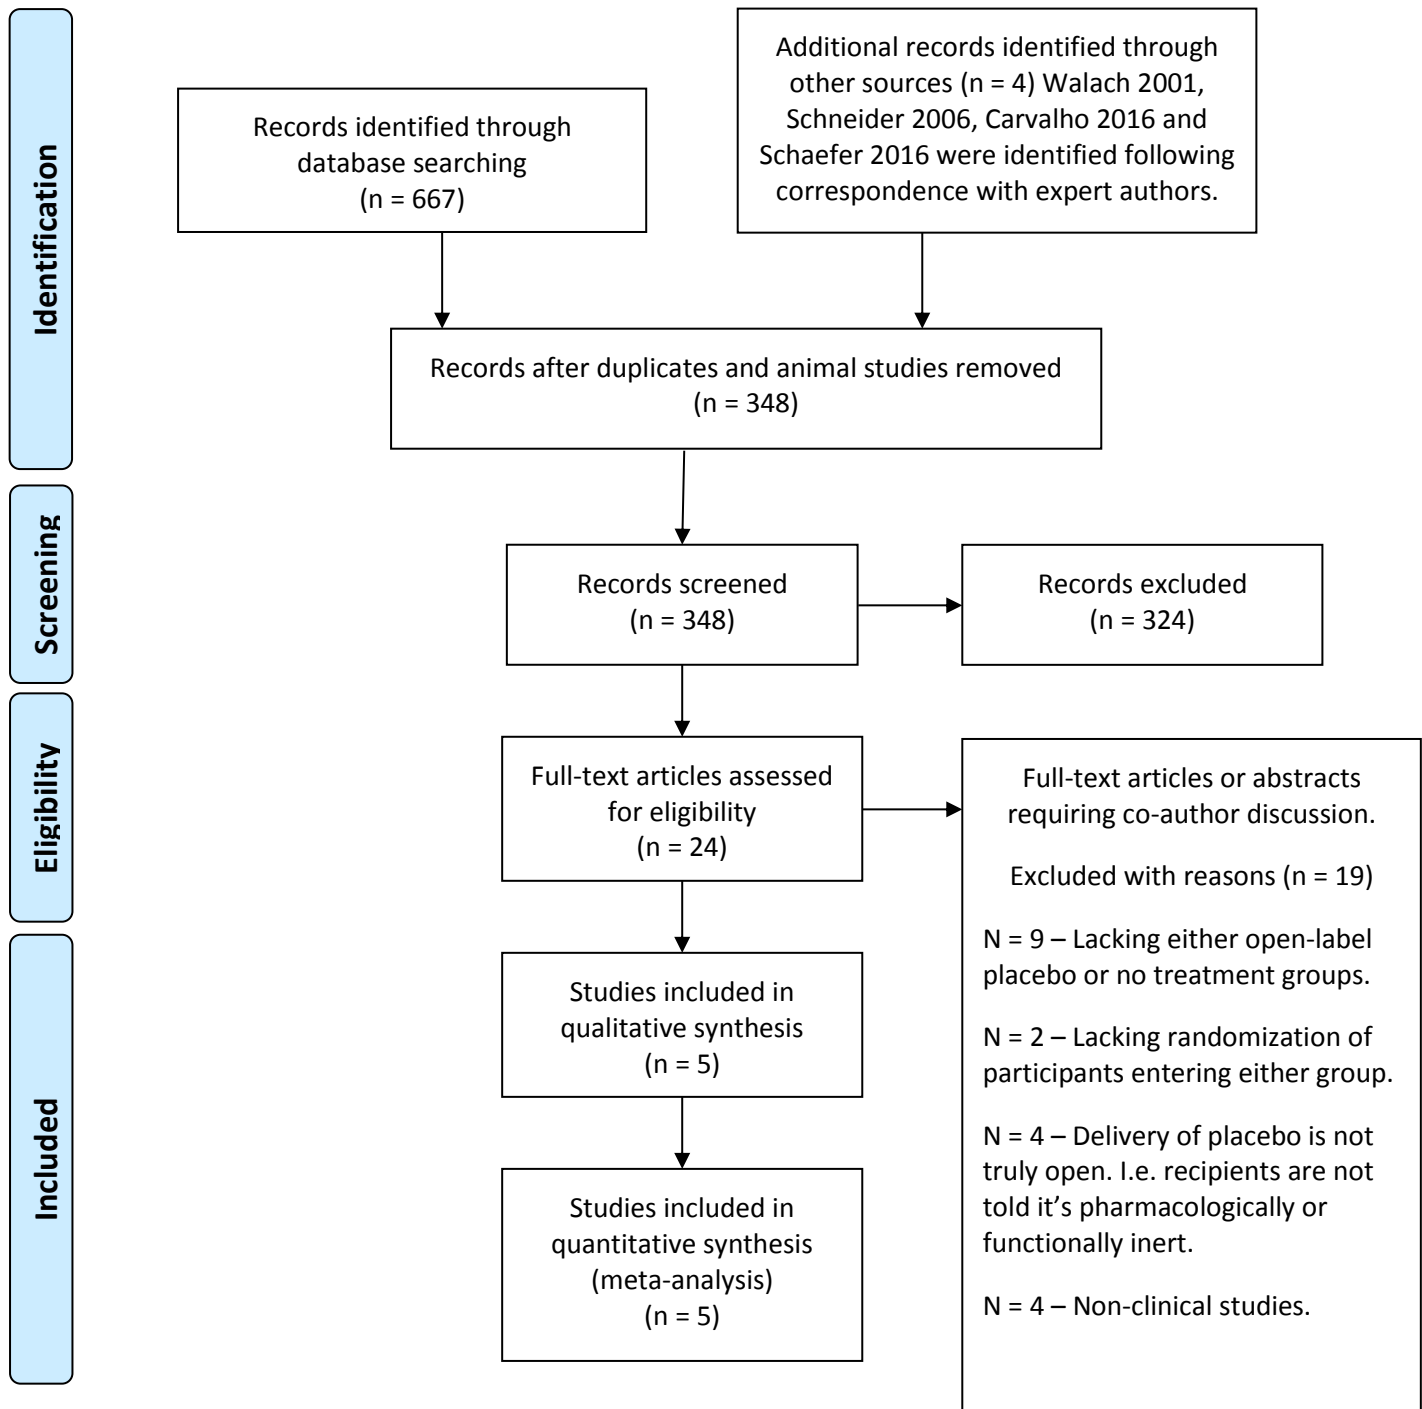 Identification
Records identified through
database searching
(n = 667)
Additional records identified through
other sources (n = 4) Walach 2001,
Schneider 2006, Carvalho 2016 and
Schaefer 2016 were identified following
correspondence with expert authors.
Records after duplicates and animal studies removed
(n = 348)
Screening
Records screened
(n = 348)
Records excluded
(n = 324)
Eligibility
Full-text articles assessed
for eligibility
(n = 24)
Full-text articles or abstracts
requiring co-author discussion.
Excluded with reasons (n = 19)
N = 9 – Lacking either open-label
placebo or no treatment groups.
N = 2 – Lacking randomization of
participants entering either group.
N = 4 – Delivery of placebo is not
truly open. I.e. recipients are not
told it’s pharmacologically or
functionally inert.
N = 4 – Non-clinical studies.
Included
Studies included in
qualitative synthesis
(n = 5)
Studies included in
quantitative synthesis
(meta-analysis)
(n = 5)